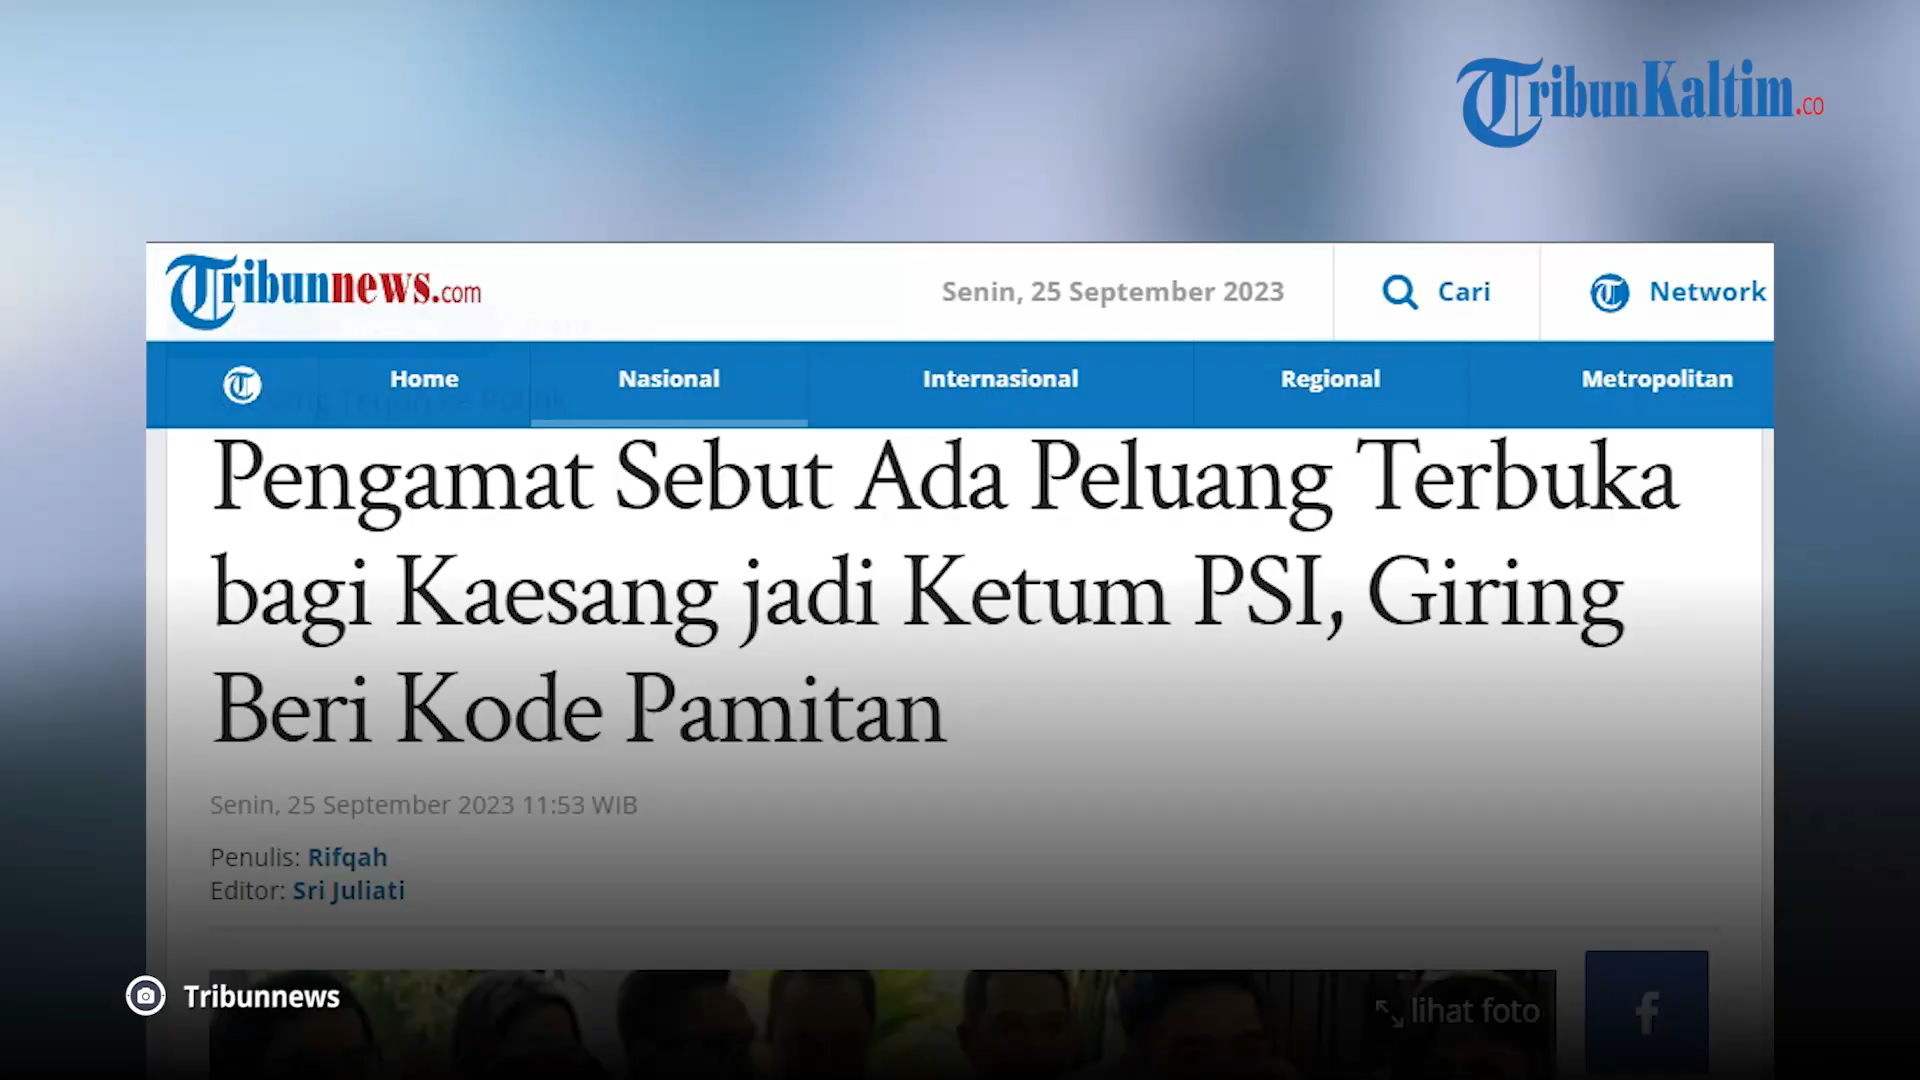 TribunKaltim.co
Tribunnews.com
Senin, 25 September 2023
Cari
Network
Home
Nasional
Internasional
Regional
Metropolitan
Pengamat Sebut Ada Peluang Terbuka
bagi Kaesang jadi Ketum PSI, Giring
Beri Kode Pamitan
Senin, 25 September 2023 11:53 WIB
Penulis: Rifqah
Editor: Sri Juliati
lihat foto
Tribunnews